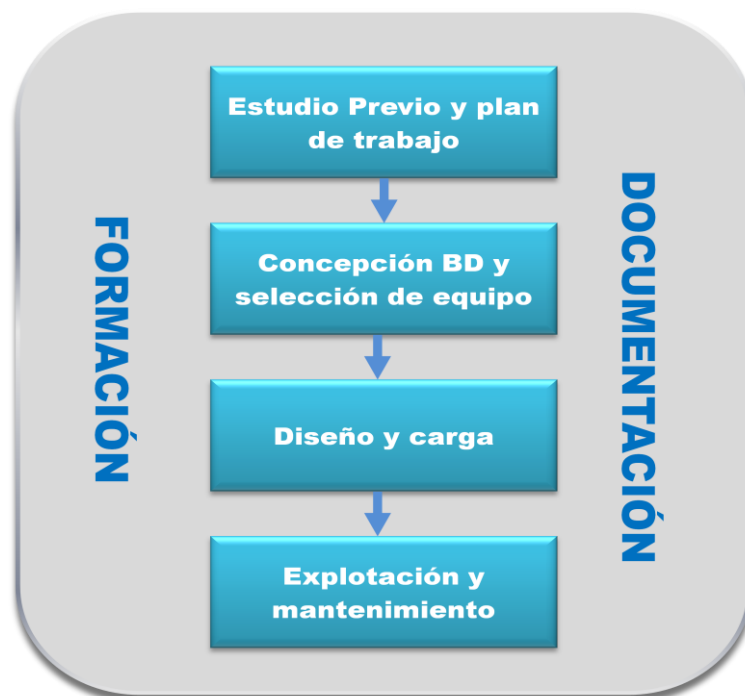 Estudio Previo y plan
de trabajo
FORMACIÓN
DOCUMENTACIÓN
Concepción BD y
selección de equipo
Diseño y carga
Explotación y
mantenimiento